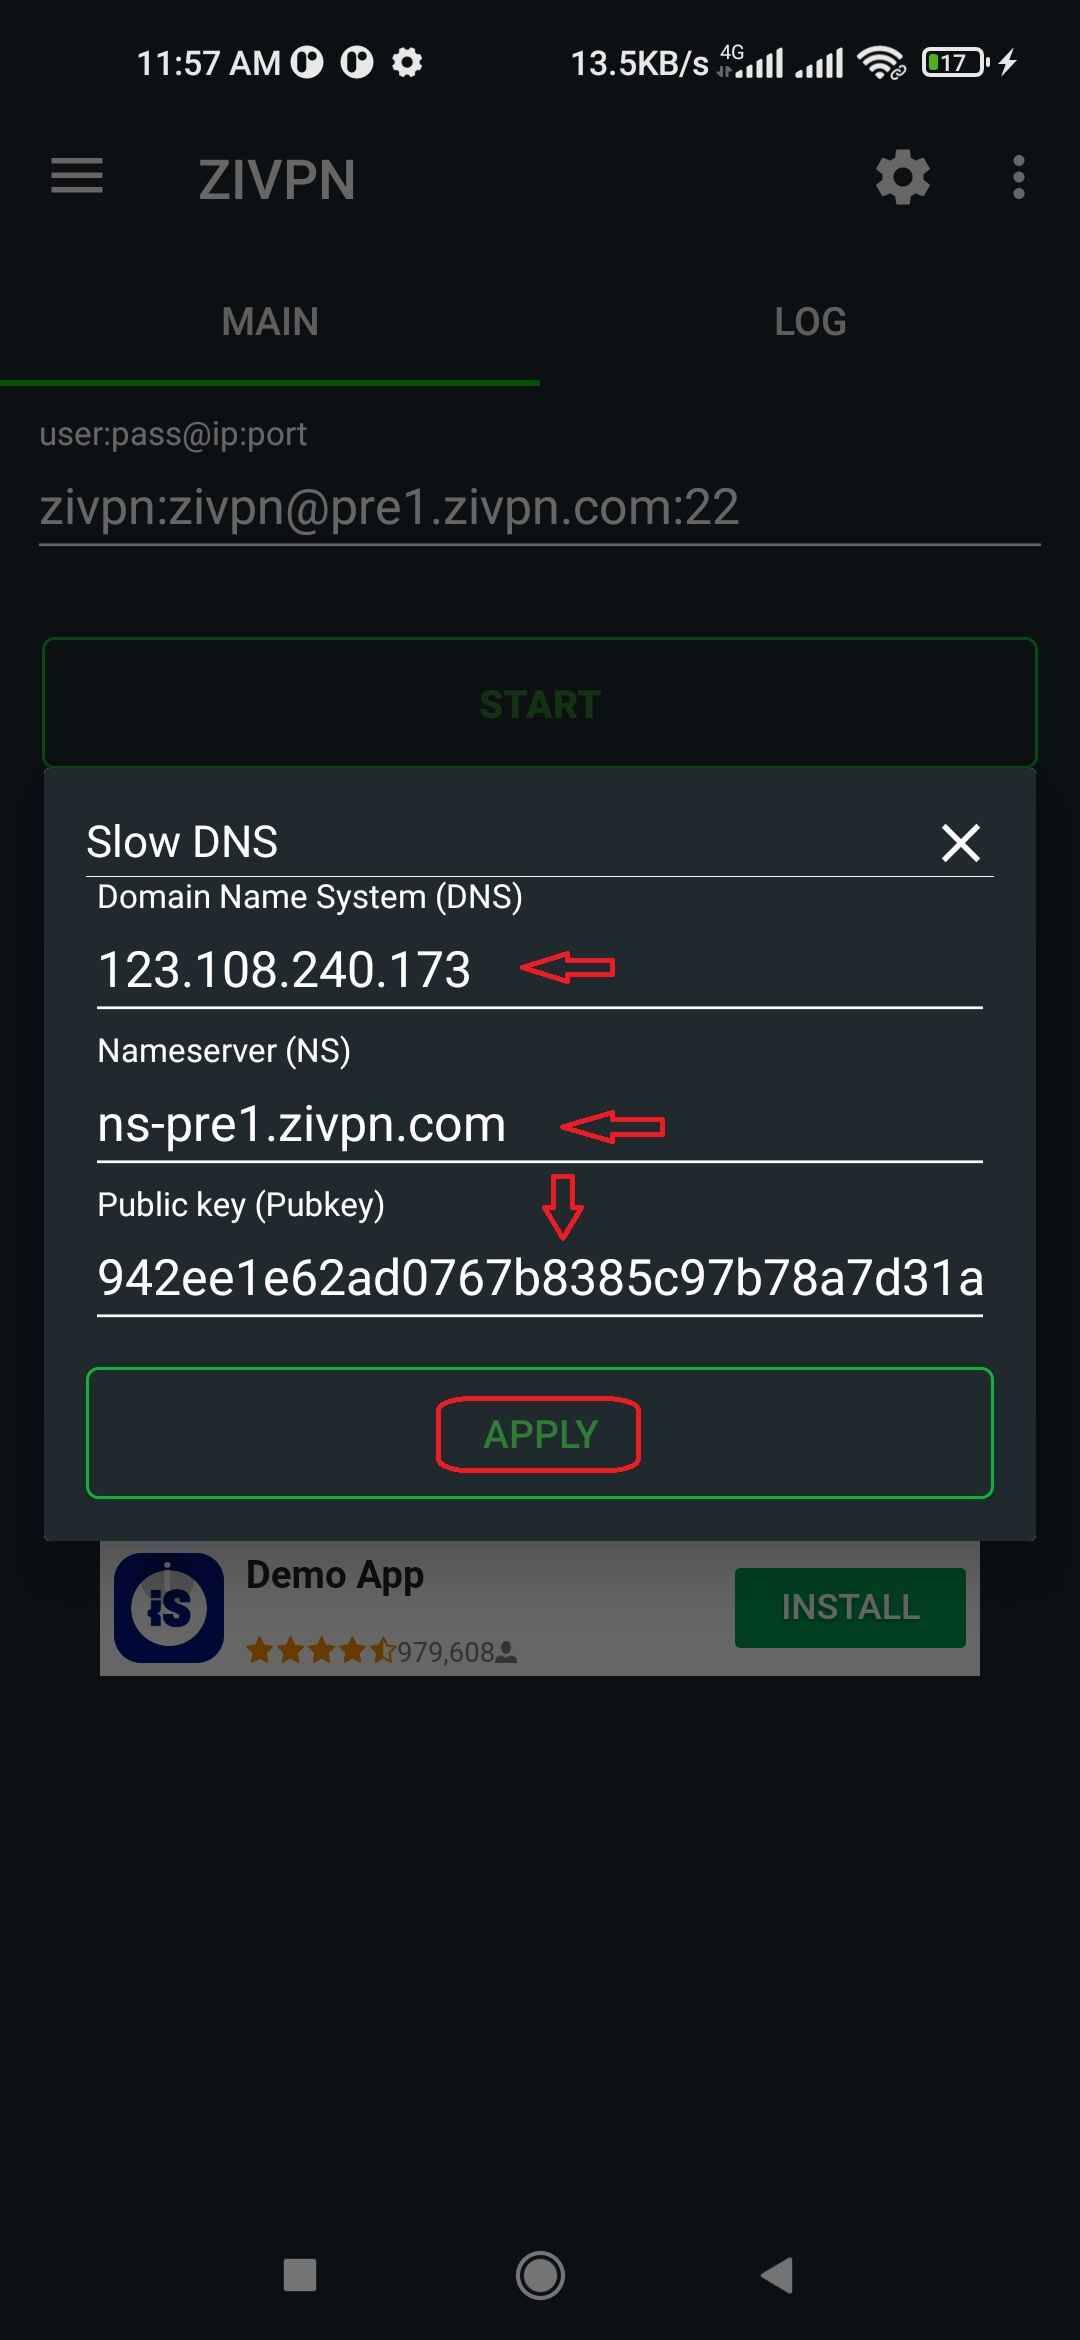 11:57 AM 13.5KB/s 4G 17
ZIVPN
MAIN LOG
user:pass@ip:port
zivpn:zivpn@pre1.zivpn.com:22
START
Slow DNS
Domain Name System (DNS)
123.108.240.173
Nameserver (NS)
ns-pre1.zivpn.com
Public key (Pubkey)
942ee1e62ad0767b8385c97b78a7d31a
APPLY
iS
Demo App
INSTALL
979,608